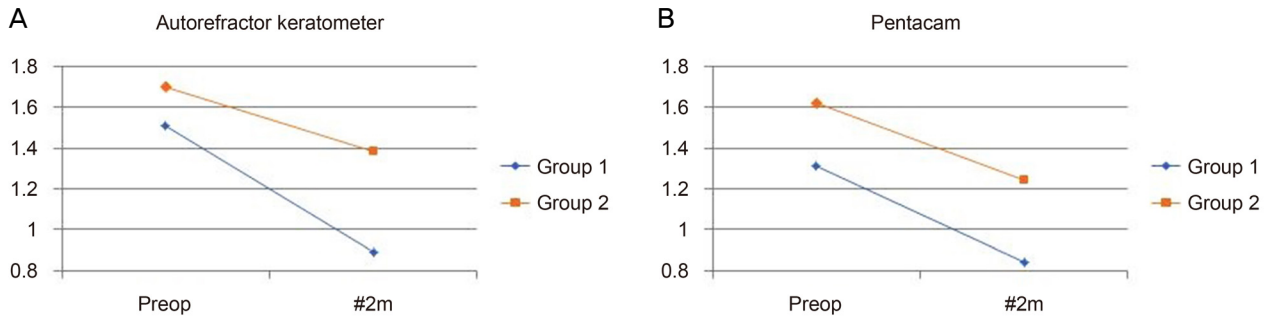 A
Autorefractor keratometer
1.8
1.6
1.4
1.2
1
0.8
Preop
#2m
Group 1
Group 2
B
Pentacam
1.8
1.6
1.4
1.2
1
0.8
Preop
#2m
Group 1
Group 2